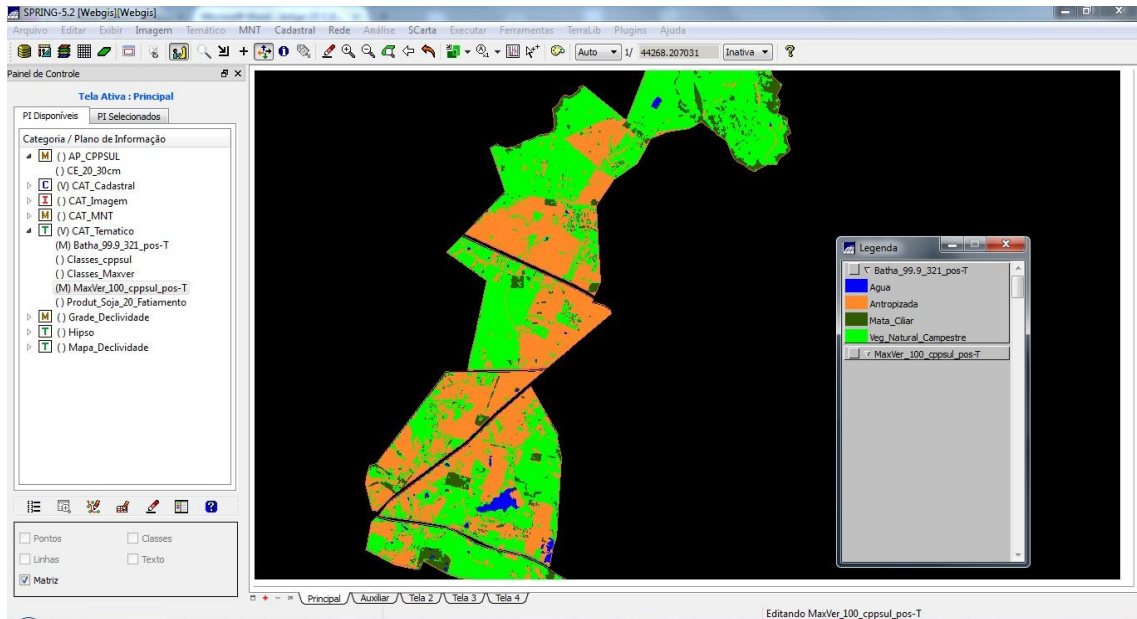 SPRING-5.2 [Webgis][Webgis]
Arquivo Editar Exibir Imagem Temático MNT Cadastral Rede Análise SCarta Executar Ferramentas TerraLib Plugins Ajuda
Auto 1/ 44268.207031 Inativa
Painel de Controle
Tela Ativa : Principal
PI Disponíveis PI Selecionados
Categoria / Plano de Informação
M () AP_CPPSUL
() CE_20_30cm
C (V) CAT_Cadastral
I () CAT_Imagem
M () CAT_MNT
T (V) CAT_Tematico
(M) Batha_99.9_321_pos-T
() Classes_cppsul
() Classes_Maxver
(M) MaxVer_100_cppsul_pos-T
() Produt_Soja_20_Fatiamento
M () Grade_Declividade
T () Hipso
T () Mapa_Declividade
Pontos Classes
Linhas Texto
Matriz
Legenda
Batha_99.9_321_pos-T
Agua
Antropizada
Mata_Ciliar
Veg_Natural_Campestre
MaxVer_100_cppsul_pos-T
Principal Auxiliar Tela 2 Tela 3 Tela 4
Editando MaxVer_100_cppsul_pos-T